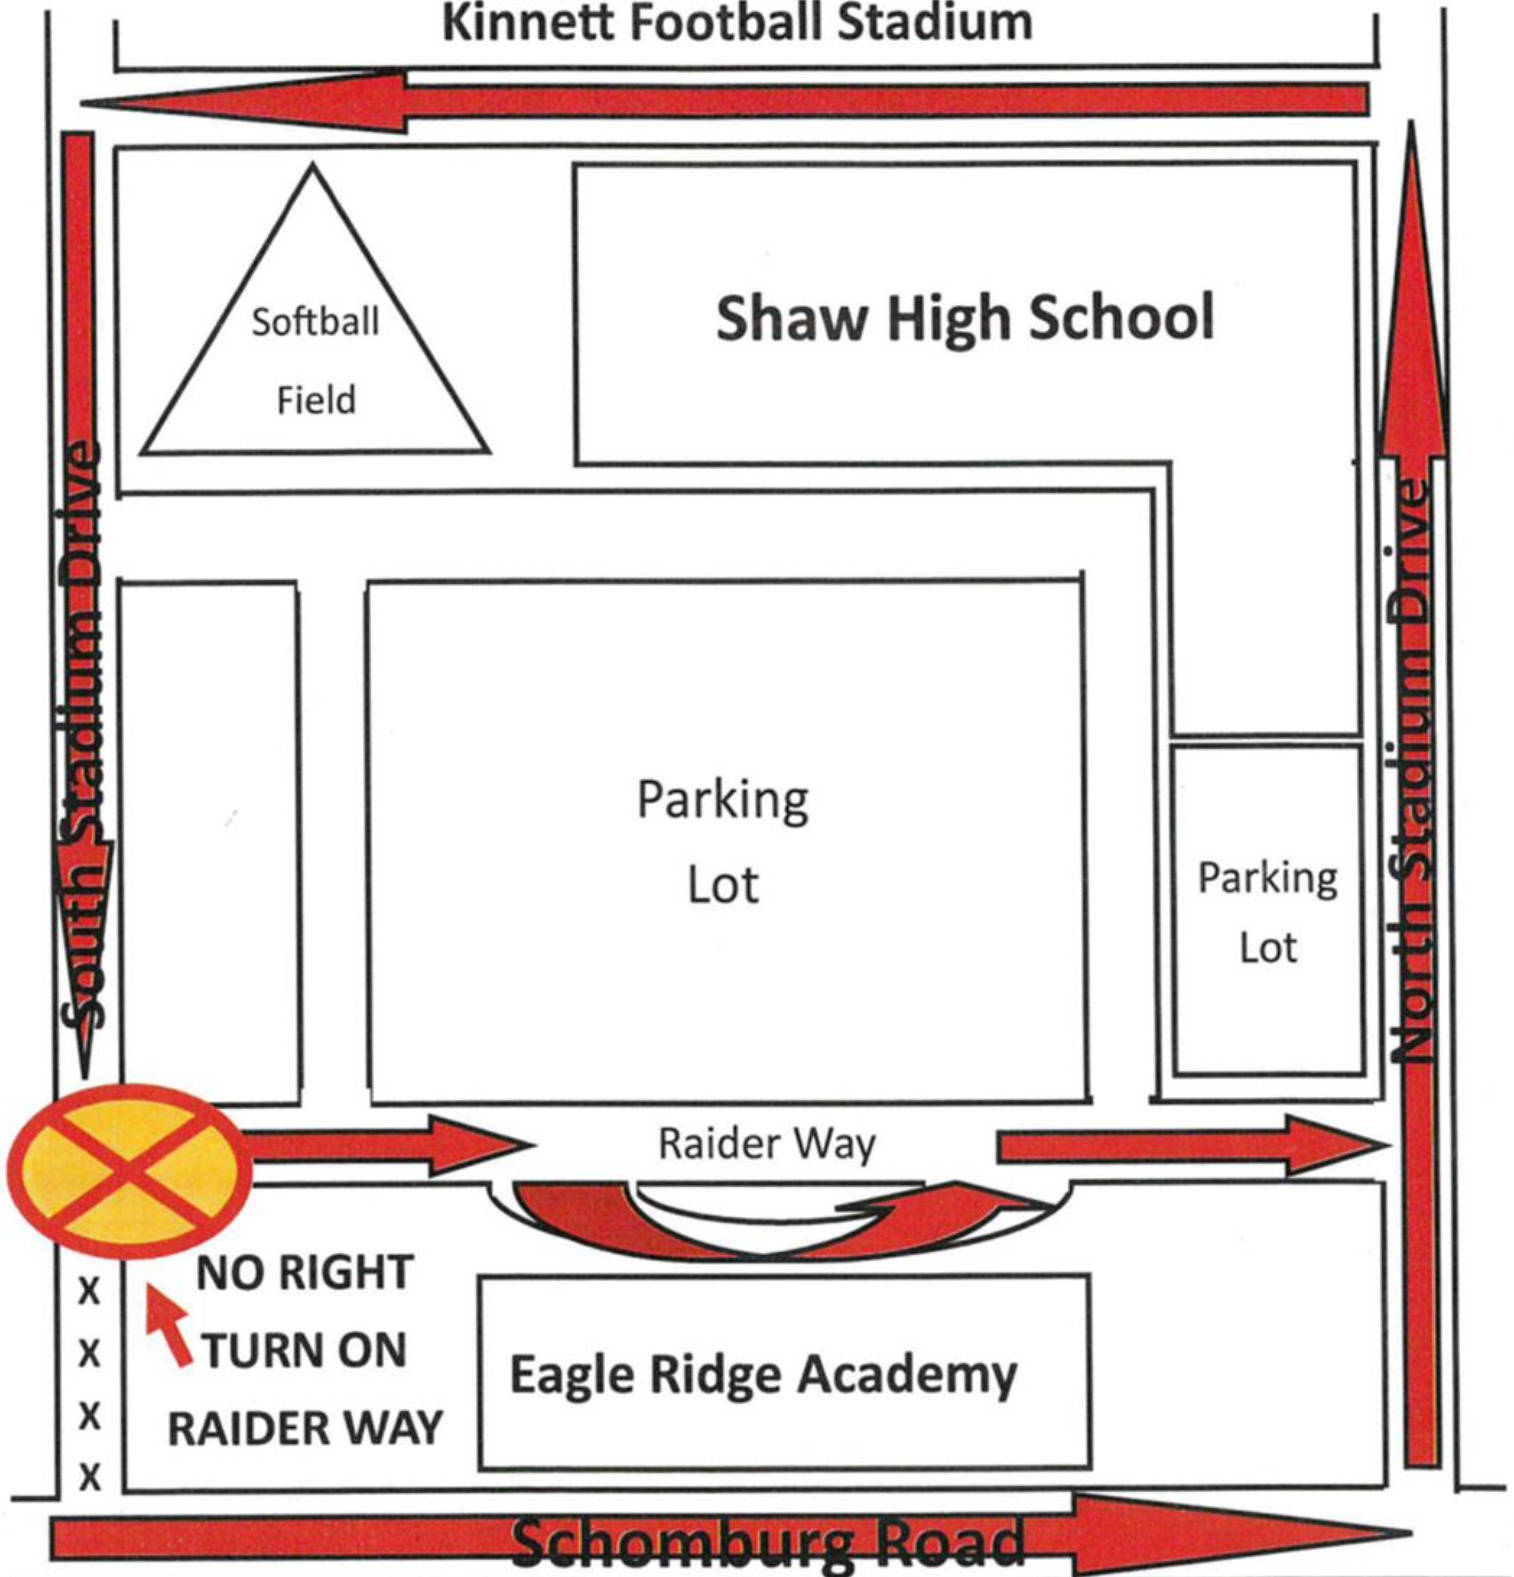 Kinnett Football Stadium
Shaw High School
Softball
Field
South Stadium Drive
North Stadium Drive
Parking
Lot
Parking
Lot
Raider Way
NO RIGHT
TURN ON
RAIDER WAY
X
X
X
X
Eagle Ridge Academy
Schomburg Road